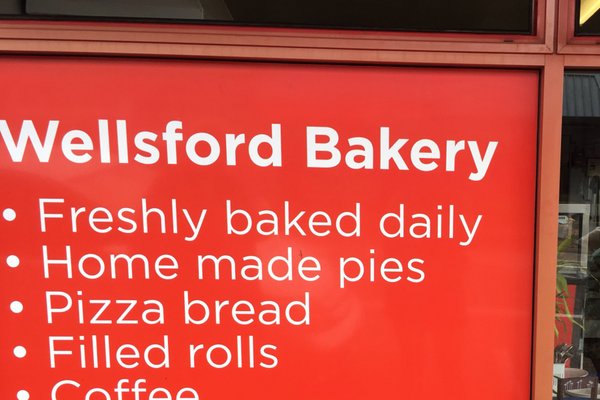 Wellsford Bakery
• Freshly baked daily
• Home made pies
• Pizza bread
• Filled rolls
• Coffee